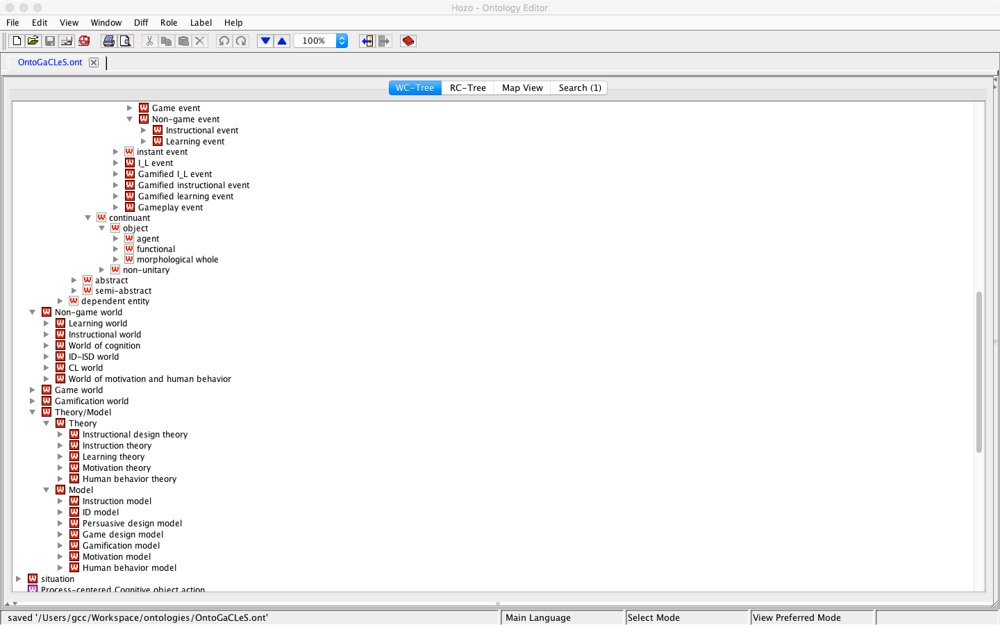 Hozo - Ontology Editor
File Edit View Window Diff Role Label Help
100%
OntoGaCLeS.ont
WC-Tree RC-Tree Map View Search (1)
Game event
Non-game event
Instructional event
Learning event
instant event
I_L event
Gamified I_L event
Gamified instructional event
Gamified learning event
Gameplay event
continuant
object
agent
functional
morphological whole
non-unitary
abstract
semi-abstract
dependent entity
Non-game world
Learning world
Instructional world
World of cognition
ID-ISD world
CL world
World of motivation and human behavior
Game world
Gamification world
Theory/Model
Theory
Instructional design theory
Instruction theory
Learning theory
Motivation theory
Human behavior theory
Model
Instruction model
ID model
Persuasive design model
Game design model
Gamification model
Motivation model
Human behavior model
situation
Process-centered Cognitive object action
saved '/Users/gcc/Workspace/ontologies/OntoGaCLeS.ont' Main Language Select Mode View Preferred Mode